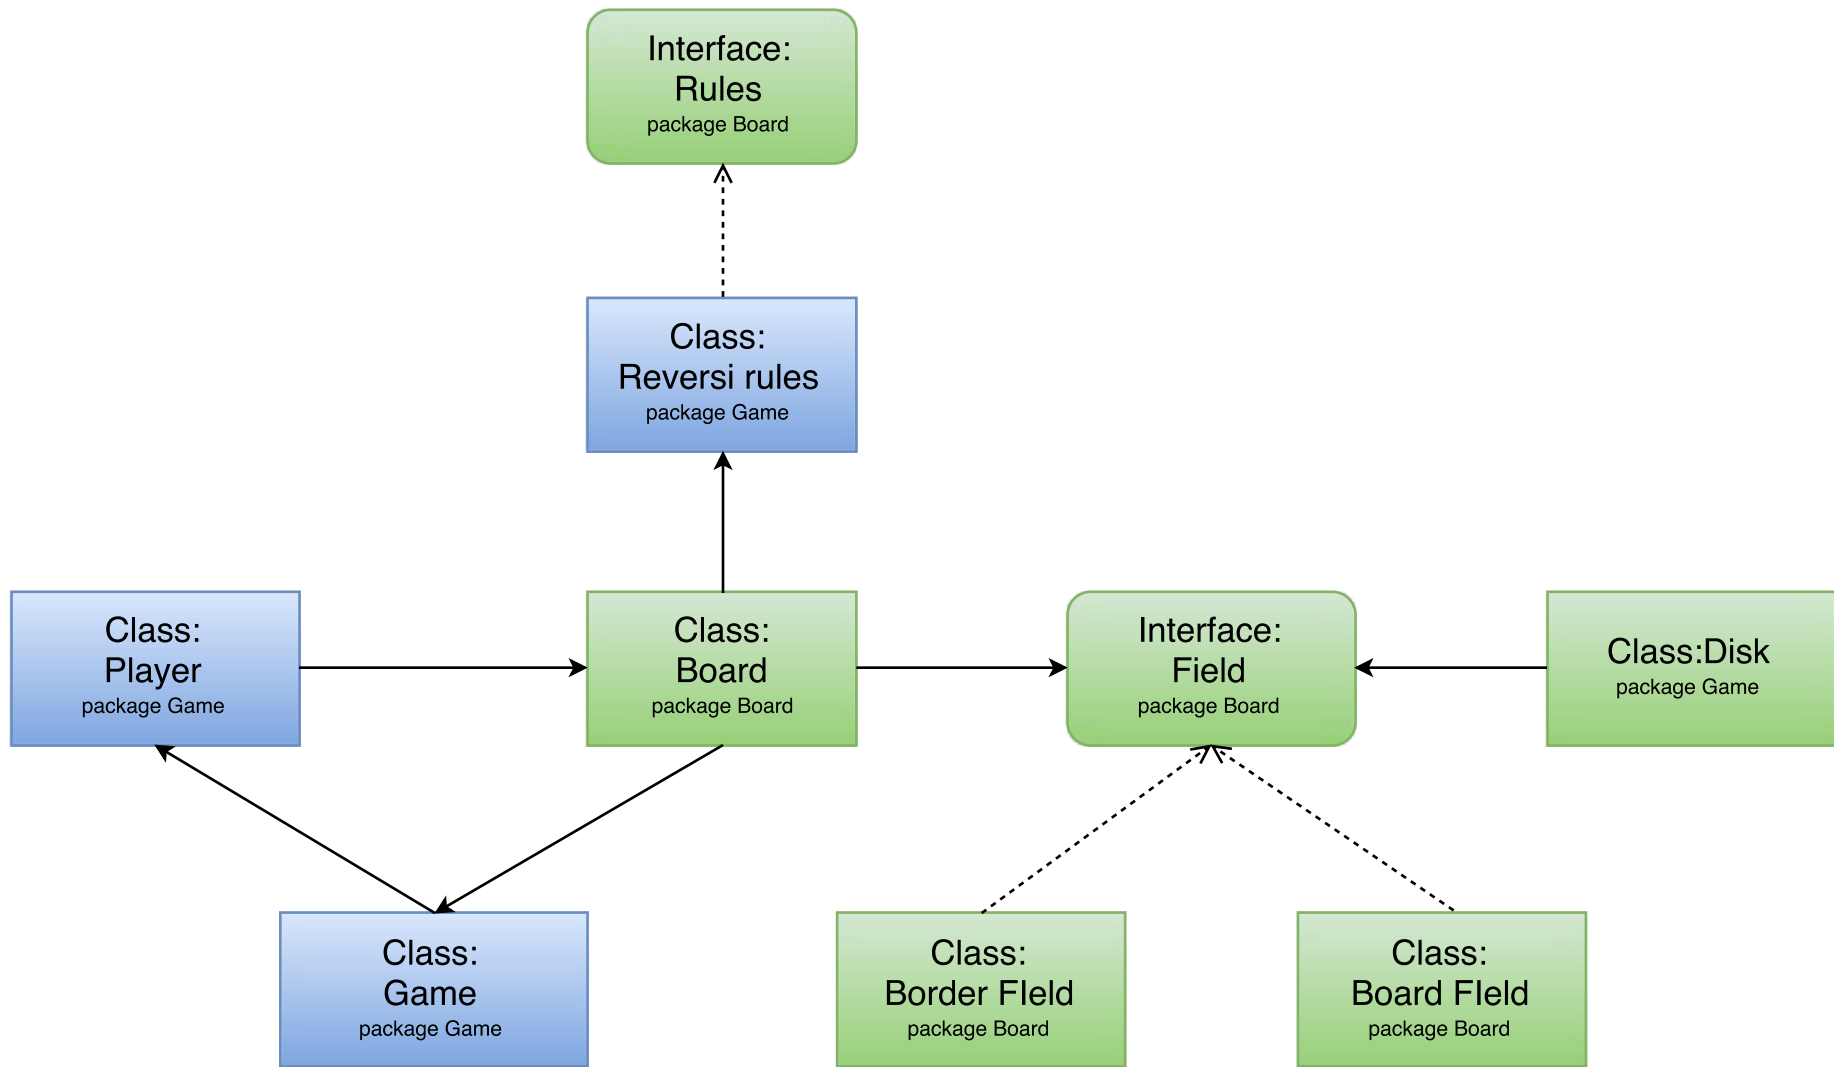 Interface:
Rules
package Board
Class:
Reversi rules
package Game
Class:
Player
package Game
Class:
Board
package Board
Interface:
Field
package Board
Class:Disk
package Game
Class:
Game
package Game
Class:
Border FIeld
package Board
Class:
Board FIeld
package Board